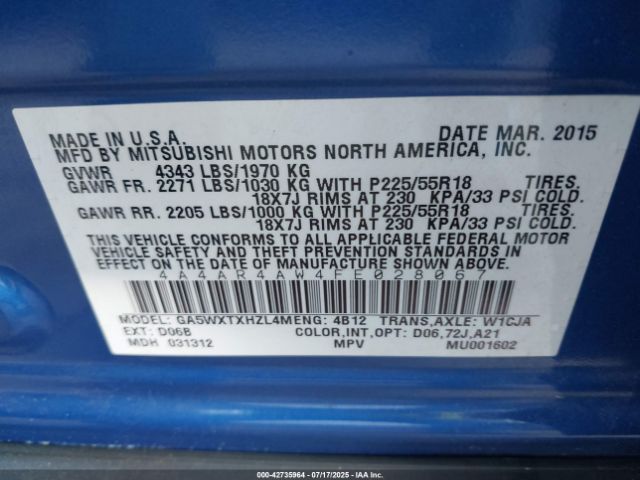 MADE IN U.S.A. DATE MAR. 2015
MFD BY MITSUBISHI MOTORS NORTH AMERICA, INC.
GVWR 4343 LBS/1970 KG
GAWR FR. 2271 LBS/1030 KG WITH P225/55R18 TIRES.
18X7J RIMS AT 230 KPA/33 PSI COLD.
GAWR RR. 2205 LBS/1000 KG WITH P225/55R18 TIRES.
18X7J RIMS AT 230 KPA/33 PSI COLD.
THIS VEHICLE CONFORMS TO ALL APPLICABLE FEDERAL MOTOR
VEHICLE SAFETY AND THEFT PREVENTION STANDARDS IN
EFFECT ON THE DATE OF MANUFACTURE SHOWN ABOVE.
4A4AR4AW4FE028067
MODEL: GA5WXTXHZL4MENG: 4B12 TRANS,AXLE: W1CJA
EXT: D06B COLOR,INT,OPT: D06,72J,A21
MDH 031312 MPV MU001602
000-42735964 | 07/17/2025 | IAAI.COM